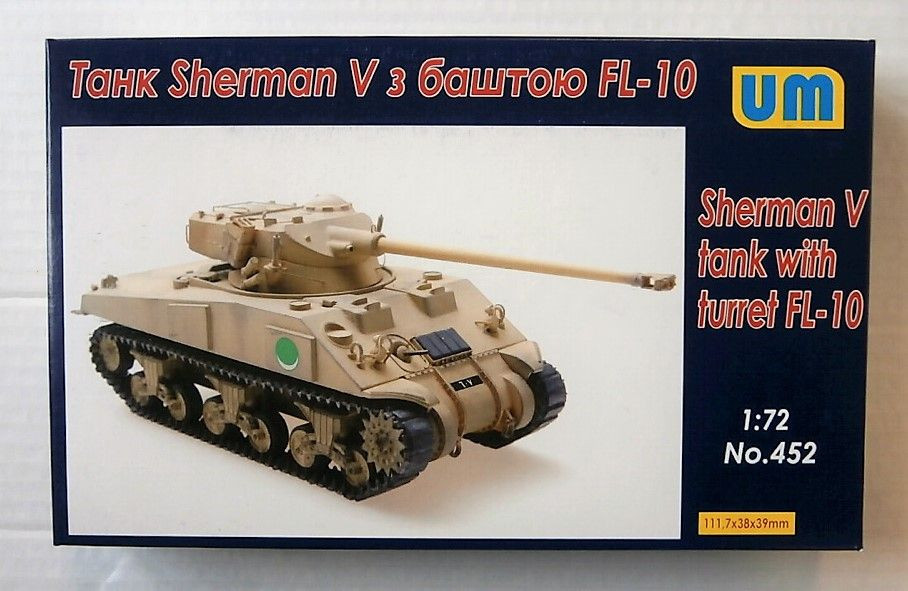 Танк Sherman V з баштою FL-10
um
Sherman V
tank with
turret FL-10
1:72
No.452
111,7x38x39mm